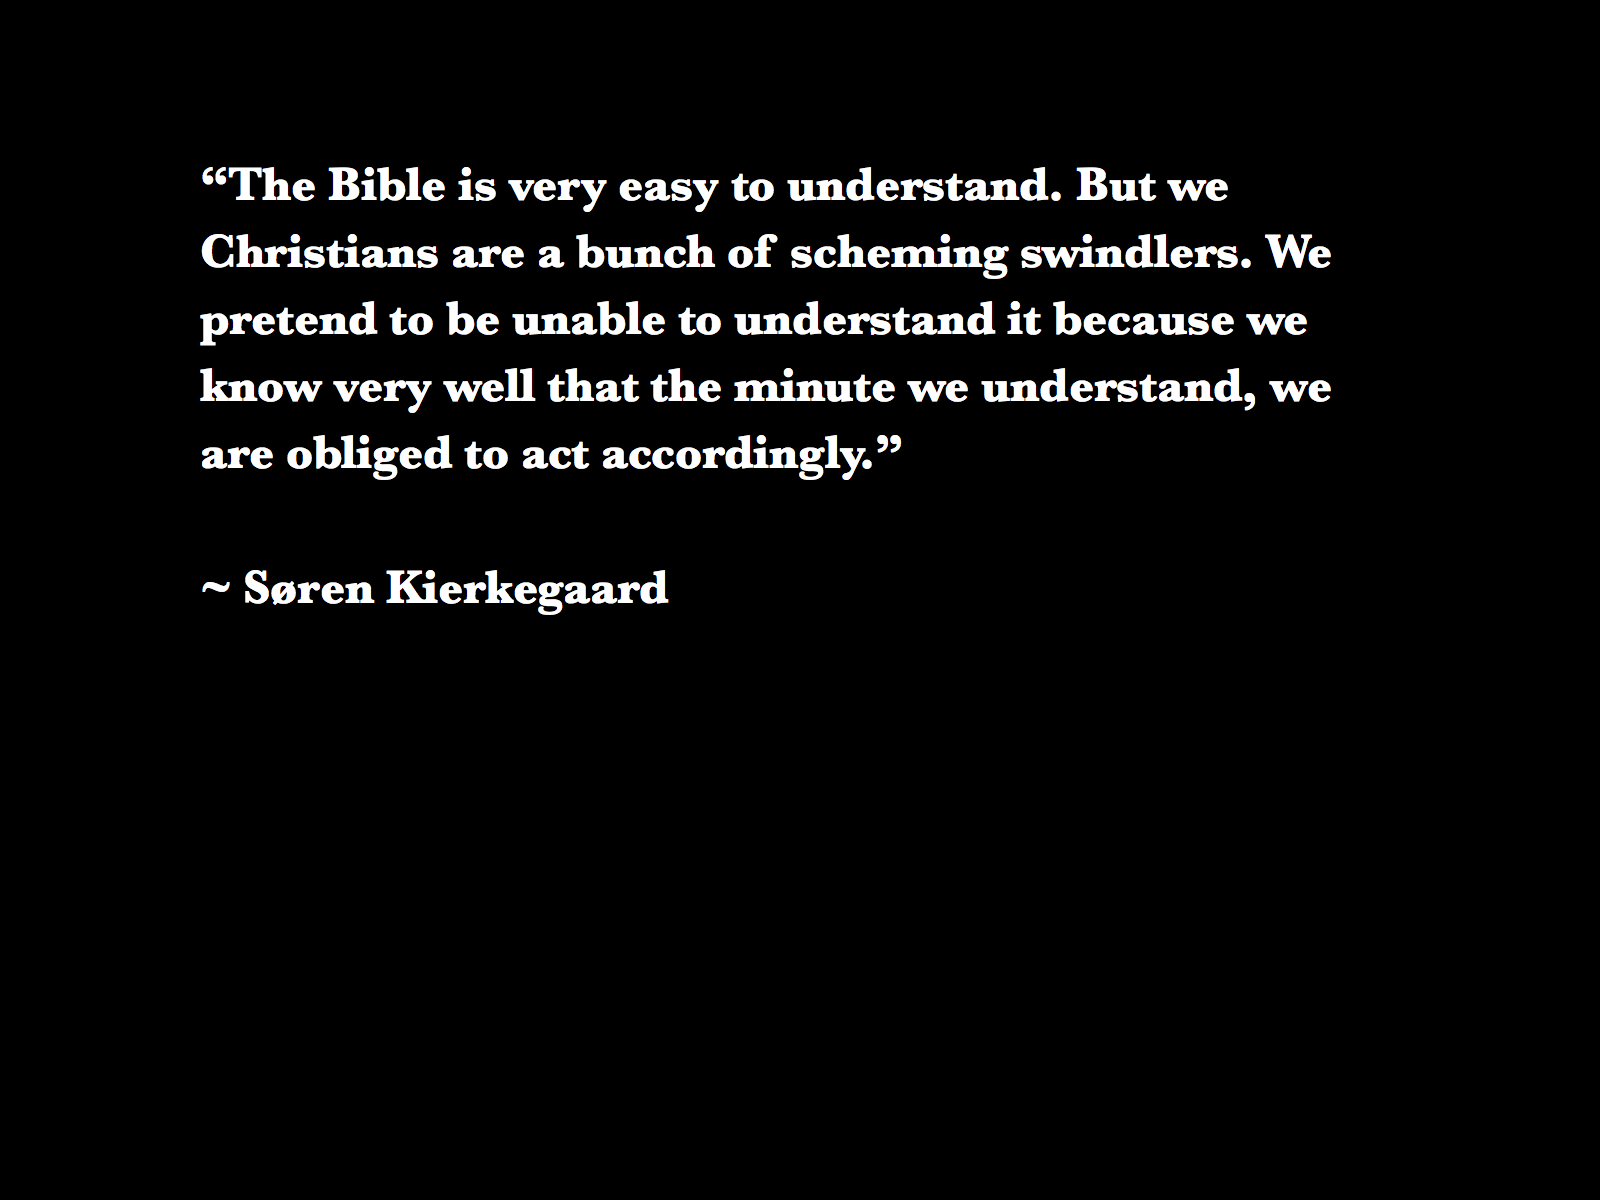 “The Bible is very easy to understand. But we
Christians are a bunch of scheming swindlers. We
pretend to be unable to understand it because we
know very well that the minute we understand, we
are obliged to act accordingly.”
~ Søren Kierkegaard